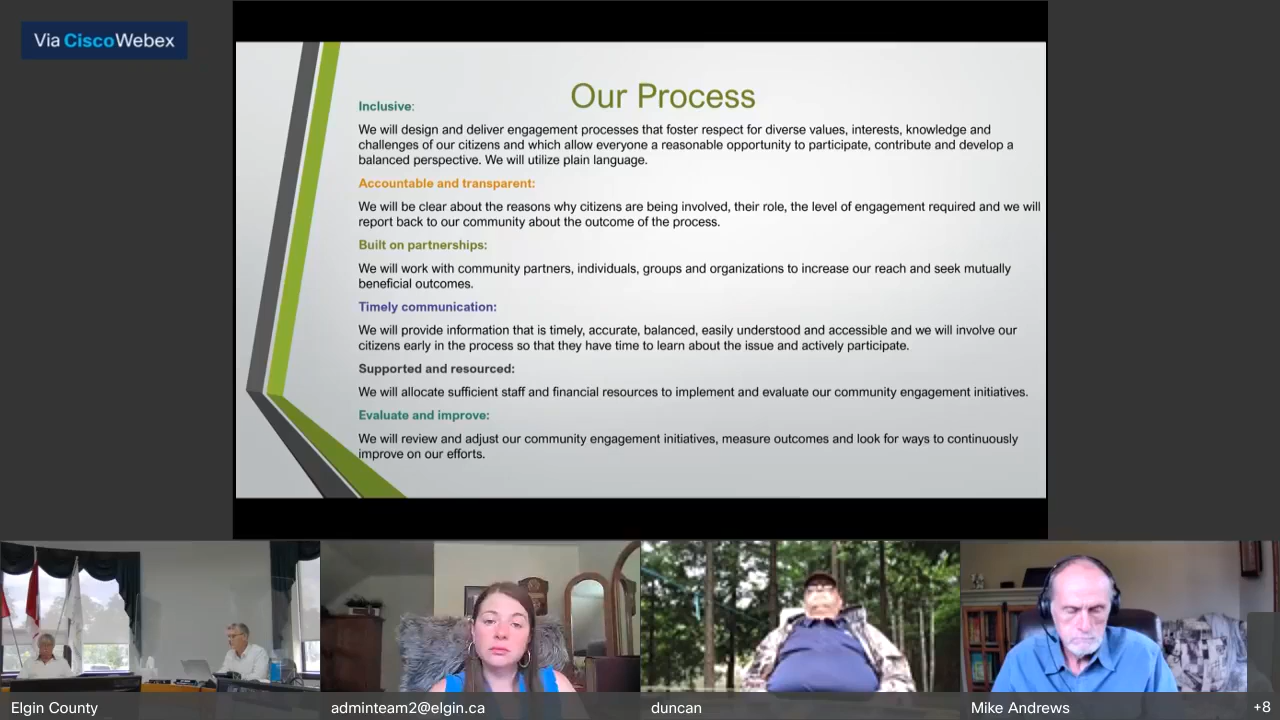 Via Cisco Webex
Our Process
Inclusive:
We will design and deliver engagement processes that foster respect for diverse values, interests, knowledge and
challenges of our citizens and which allow everyone a reasonable opportunity to participate, contribute and develop a
balanced perspective. We will utilize plain language.
Accountable and transparent:
We will be clear about the reasons why citizens are being involved, their role, the level of engagement required and we will
report back to our community about the outcome of the process.
Built on partnerships:
We will work with community partners, individuals, groups and organizations to increase our reach and seek mutually
beneficial outcomes.
Timely communication:
We will provide information that is timely, accurate, balanced, easily understood and accessible and we will involve our
citizens early in the process so that they have time to learn about the issue and actively participate.
Supported and resourced:
We will allocate sufficient staff and financial resources to implement and evaluate our community engagement initiatives.
Evaluate and improve:
We will review and adjust our community engagement initiatives, measure outcomes and look for ways to continuously
improve on our efforts.
Elgin County
adminteam2@elgin.ca
duncan
Mike Andrews
+8